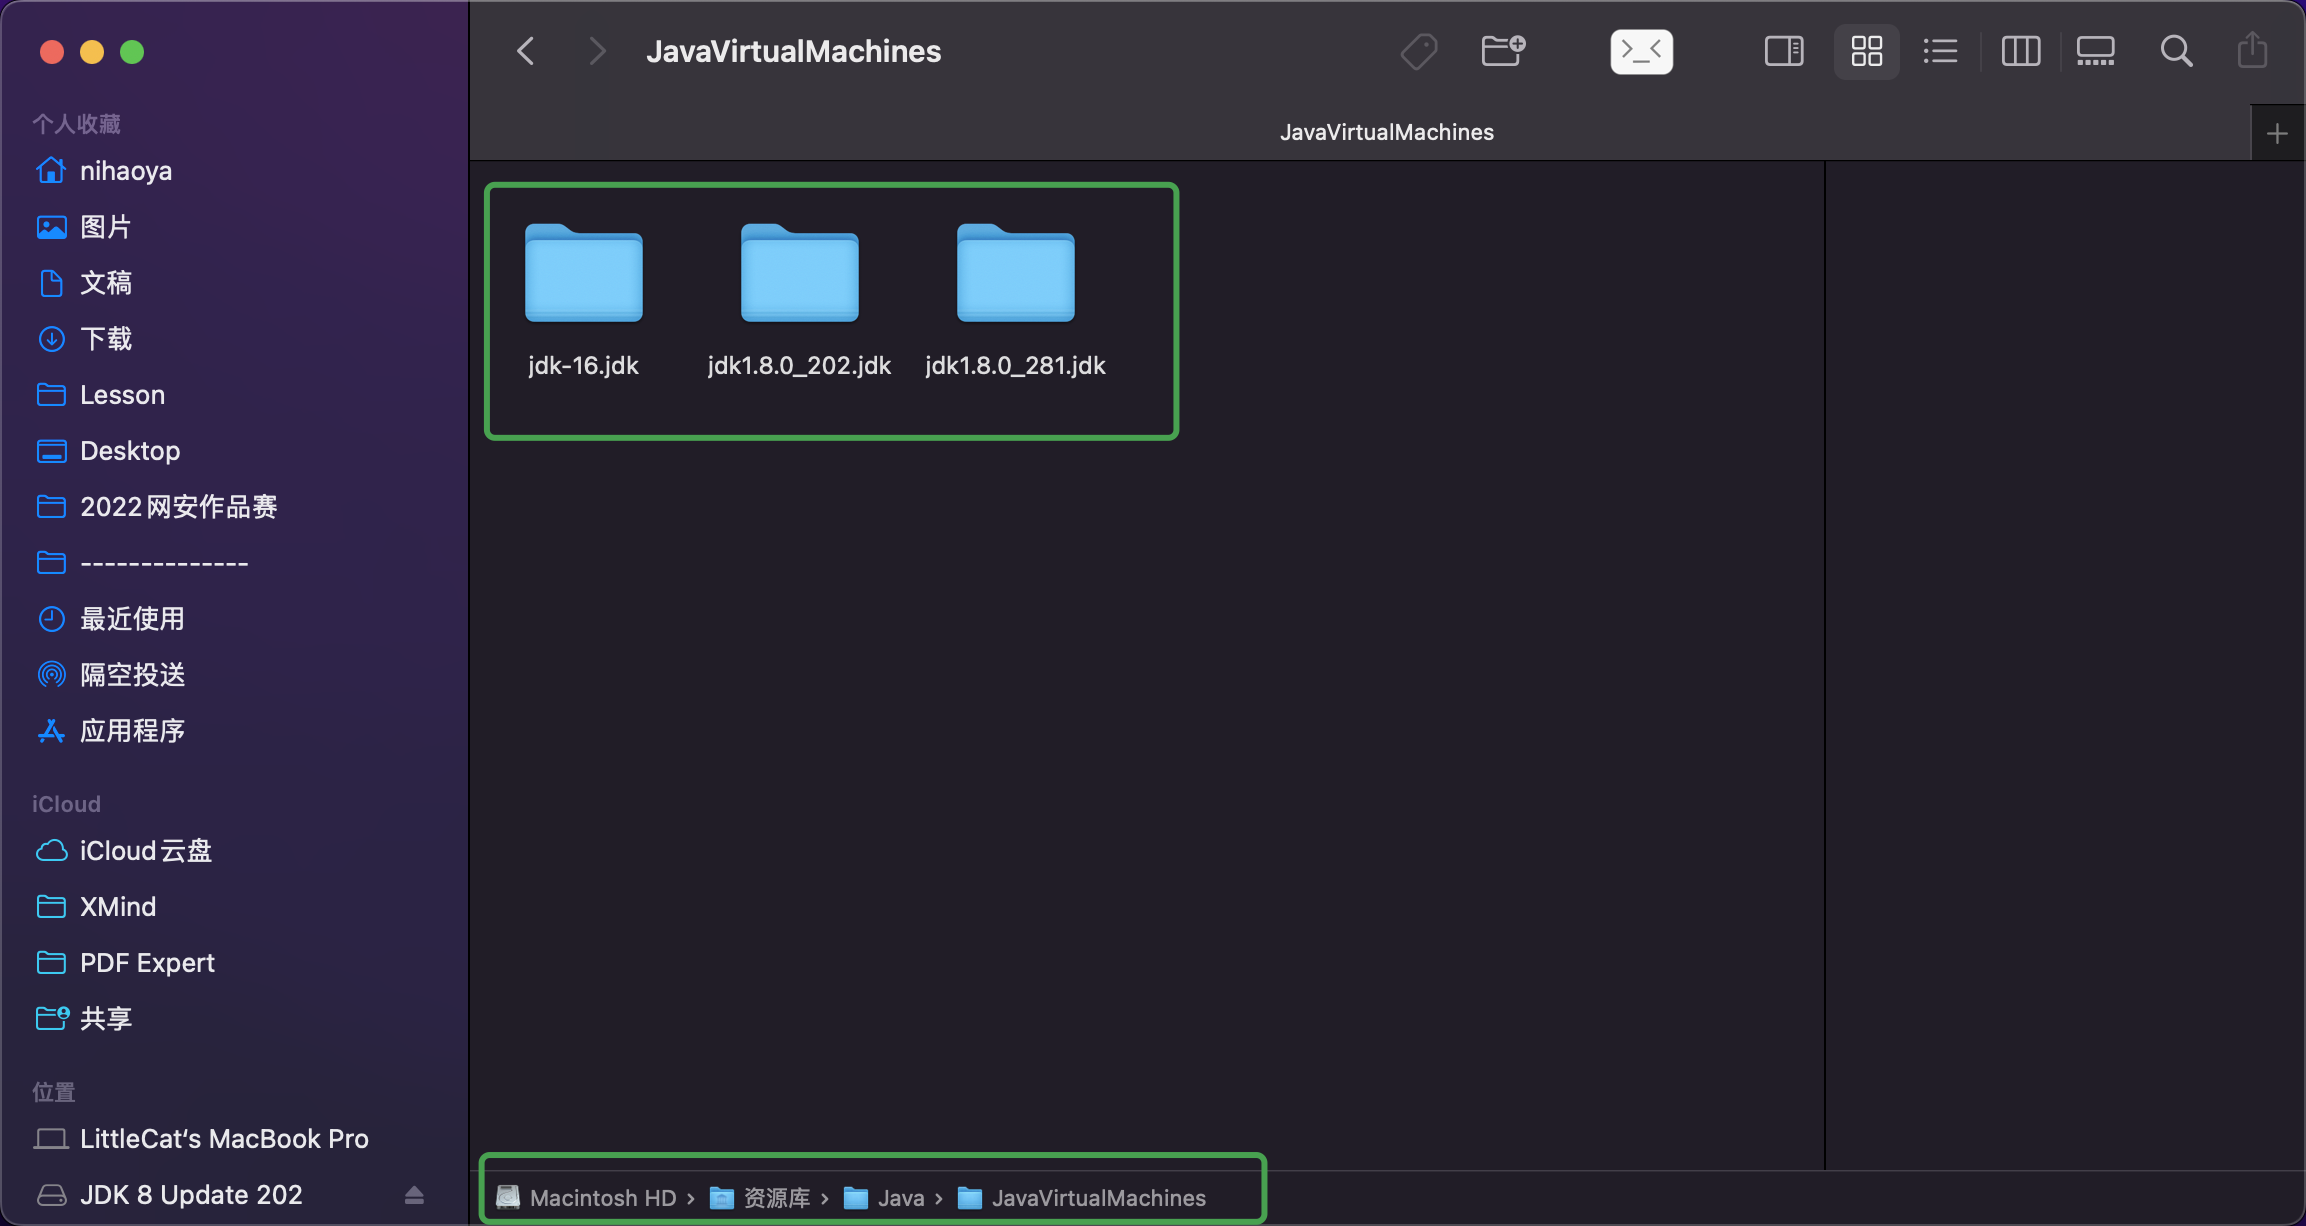 JavaVirtualMachines
JavaVirtualMachines
个人收藏
nihaoya
图片
文稿
下载
Lesson
Desktop
2022网安作品赛
--------------
最近使用
隔空投送
应用程序
iCloud
iCloud云盘
XMind
PDF Expert
共享
位置
LittleCat‘s MacBook Pro
JDK 8 Update 202
jdk-16.jdk
jdk1.8.0_202.jdk
jdk1.8.0_281.jdk
Macintosh HD › 资源库 › Java › JavaVirtualMachines